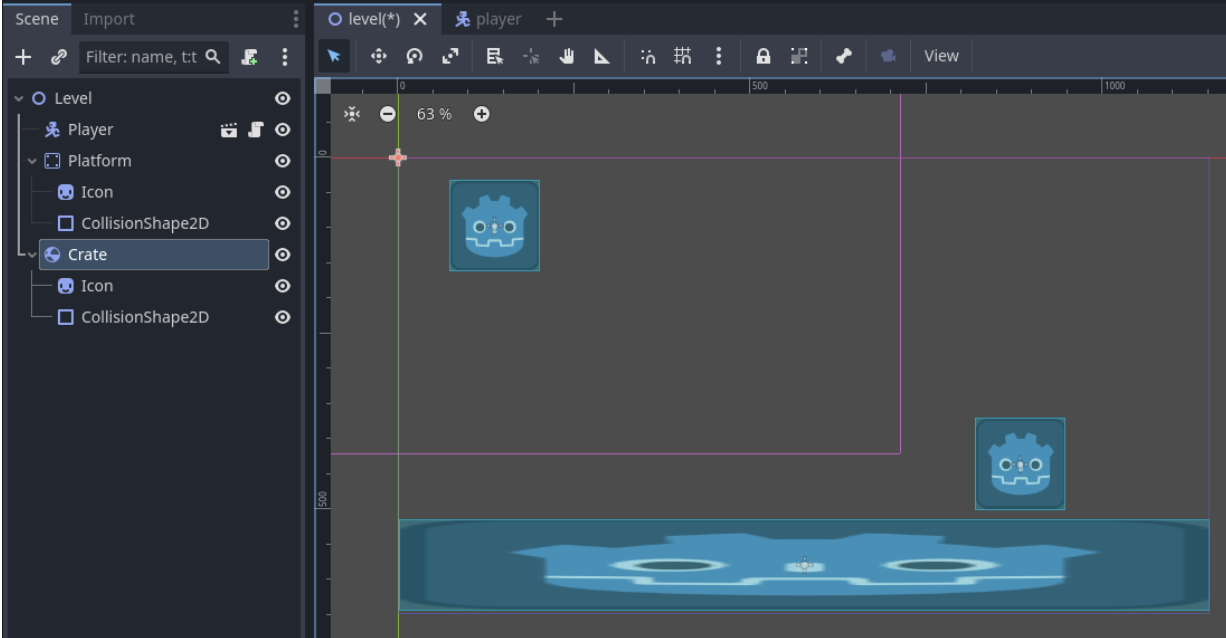 Scene Import
level(*) player
Filter: name, t:t
View
Level
Player
Platform
Icon
CollisionShape2D
Crate
Icon
CollisionShape2D
0 500 1000
63 %
0
500